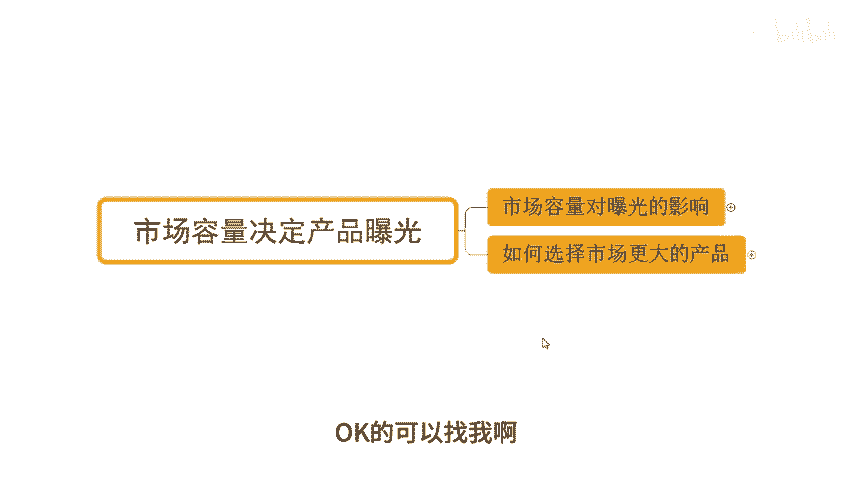 市场容量决定产品曝光
市场容量对曝光的影响
如何选择市场更大的产品
OK的可以找我啊